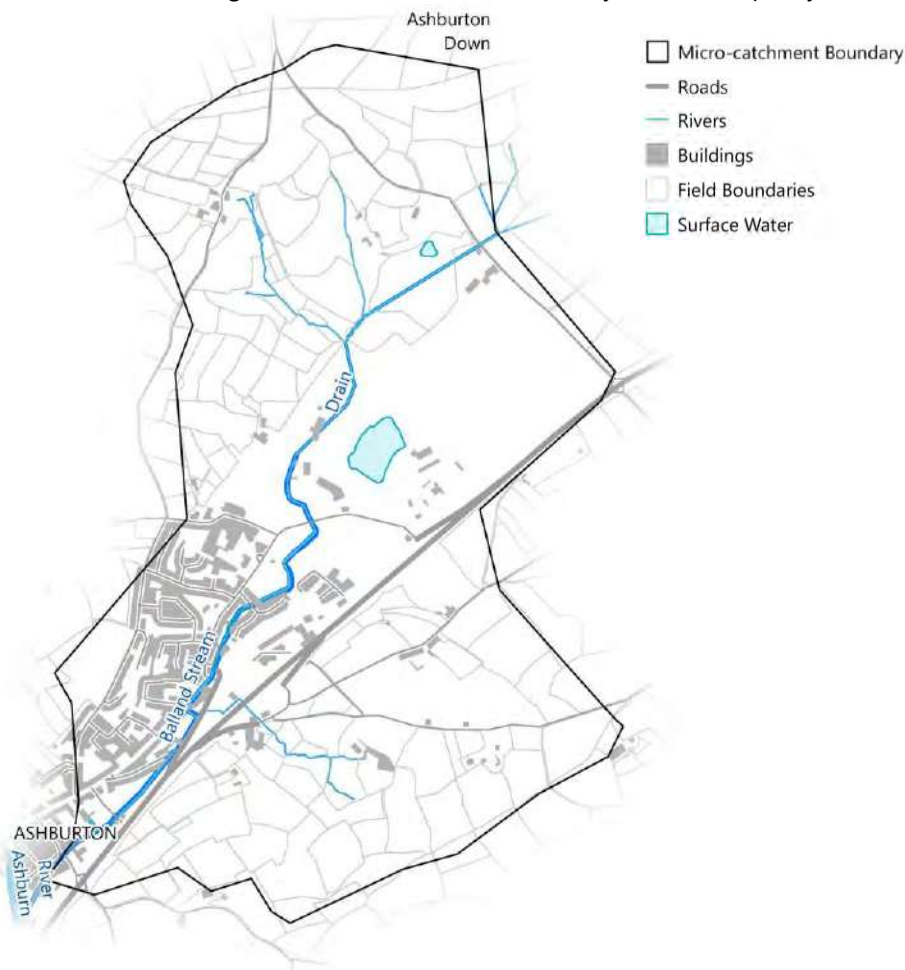 Ashburton
Down
Micro-catchment Boundary
Roads
Rivers
Buildings
Field Boundaries
Surface Water
Drain
Balland Stream
ASHBURTON
River
Ashburn